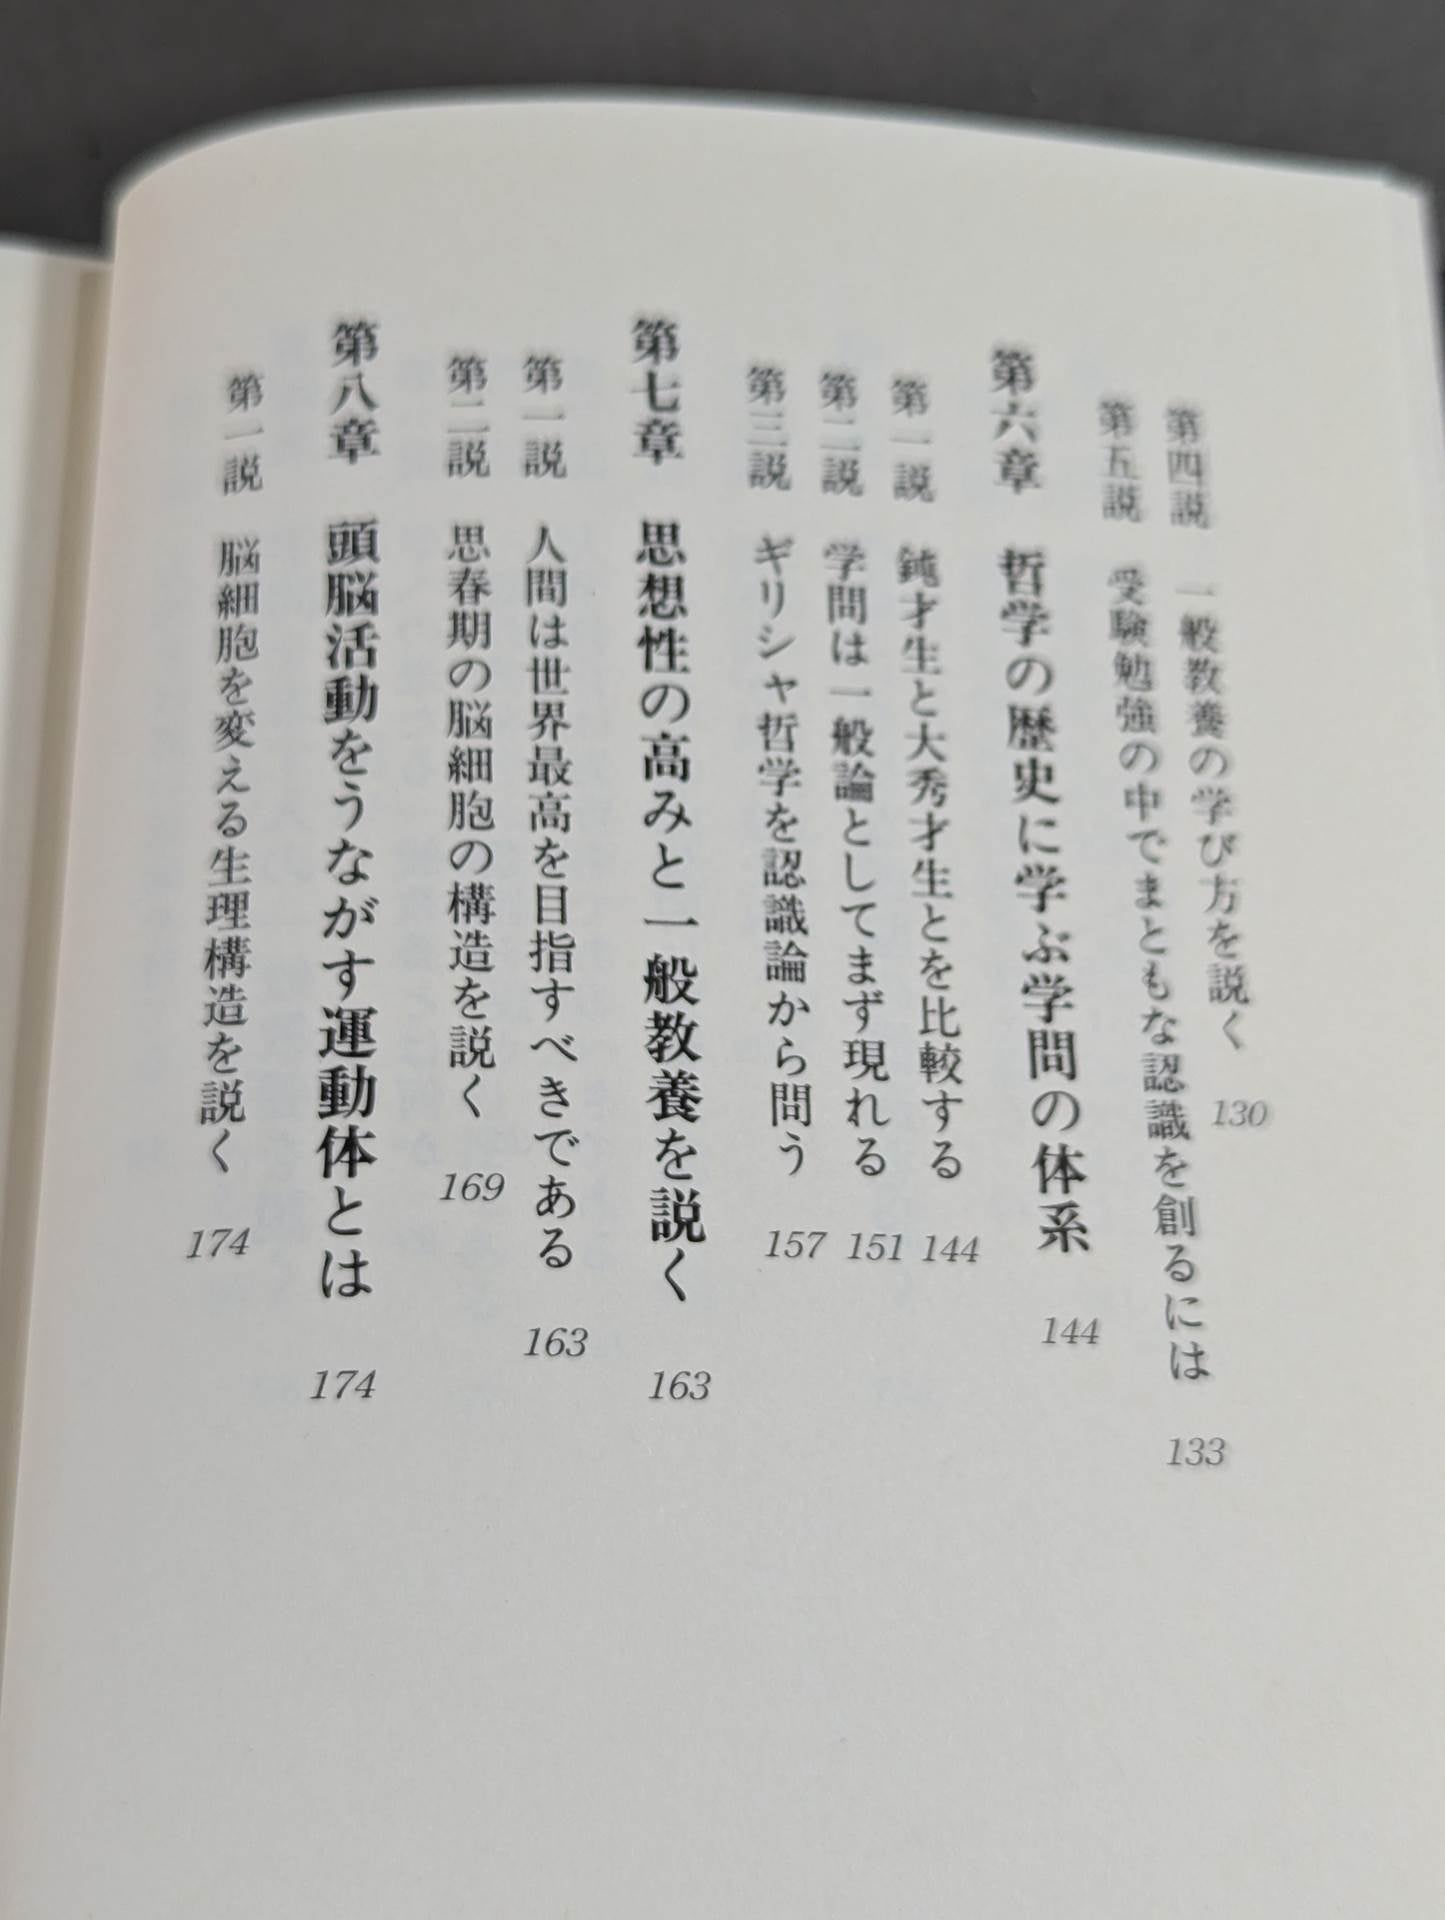 第四説　一般教養の学び方を説く　130
第五説　受験勉強の中でまともな認識を創るには　133
第六章　哲学の歴史に学ぶ学問の体系　144
第一説　鈍才生と大秀才生とを比較する　144
第二説　学問は一般論としてまず現れる　151
第三説　ギリシャ哲学を認識論から問う　157
第七章　思想性の高みと一般教養を説く　163
第一説　人間は世界最高を目指すべきである　163
第二説　思春期の脳細胞の構造を説く　169
第八章　頭脳活動をうながす運動体とは　174
第一説　脳細胞を変える生理構造を説く　174